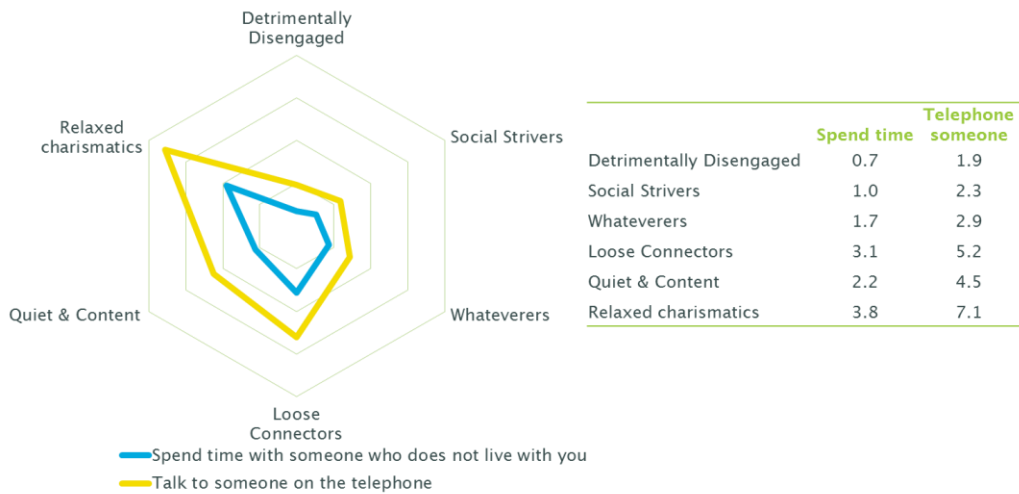 Detrimentally
Disengaged
Relaxed
charismatics
Social Strivers
Quiet & Content
Whateverers
Loose
Connectors
Spend time with someone who does not live with you
Talk to someone on the telephone
Telephone
Spend time someone
Detrimentally Disengaged 0.7 1.9
Social Strivers 1.0 2.3
Whateverers 1.7 2.9
Loose Connectors 3.1 5.2
Quiet & Content 2.2 4.5
Relaxed charismatics 3.8 7.1